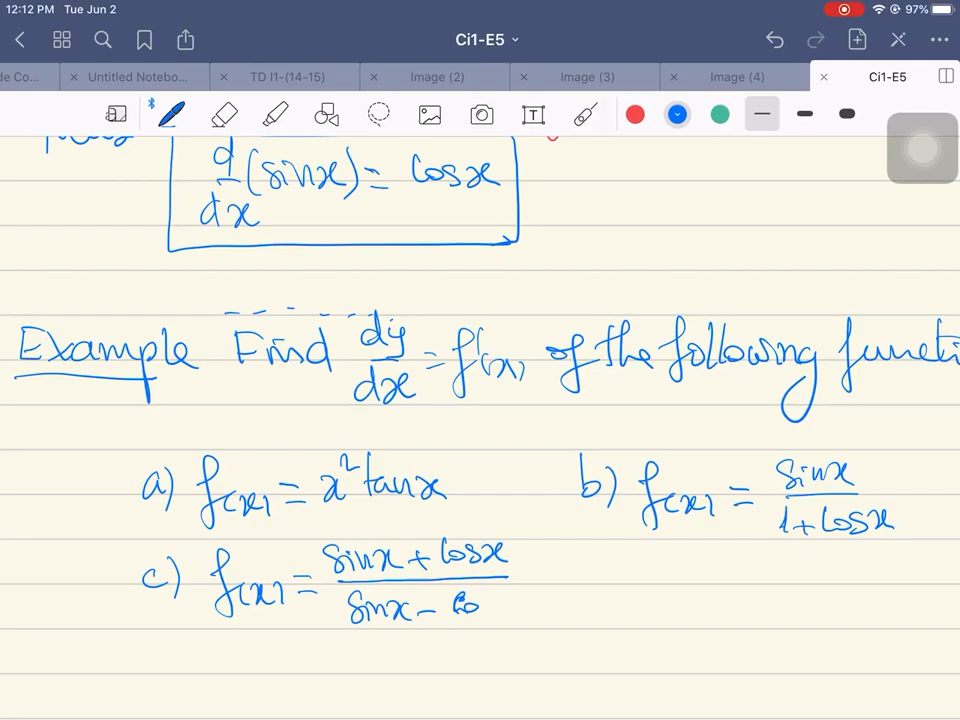 12:12 PM Tue Jun 2 97%
Ci1-E5
de Co... Untitled Notebo... TD I1-(14-15) Image (2) Image (3) Image (4) Ci1-E5
d/dx (sinx) = cosx
Example Find dy/dx = f'(x) of the following functi
a) f(x) = x² tanx b) f(x) = sinx / 1 + cosx
c) f(x) = sinx + cosx / sinx - co